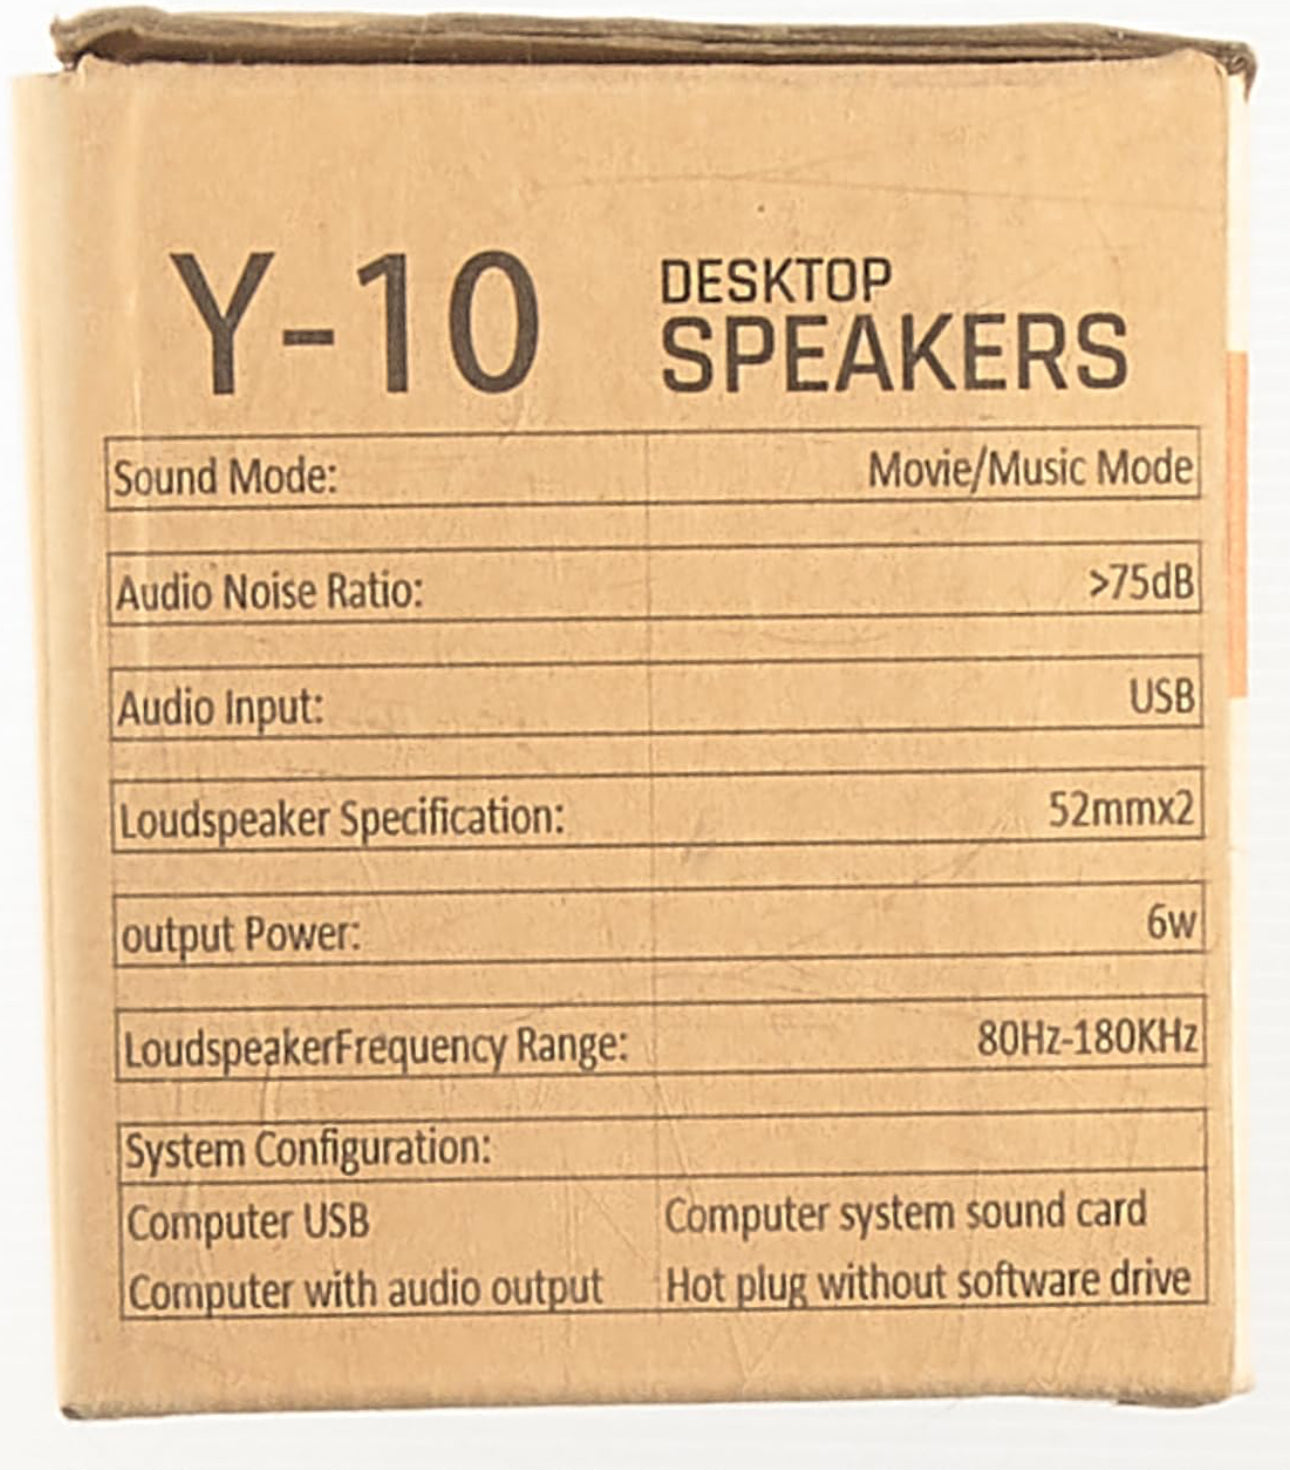 Y-10
DESKTOP
SPEAKERS
Sound Mode: Movie/Music Mode
Audio Noise Ratio: >75dB
Audio Input: USB
Loudspeaker Specification: 52mmx2
output Power: 6w
LoudspeakerFrequency Range: 80Hz-180KHz
System Configuration:
Computer USB Computer system sound card
Computer with audio output Hot plug without software drive